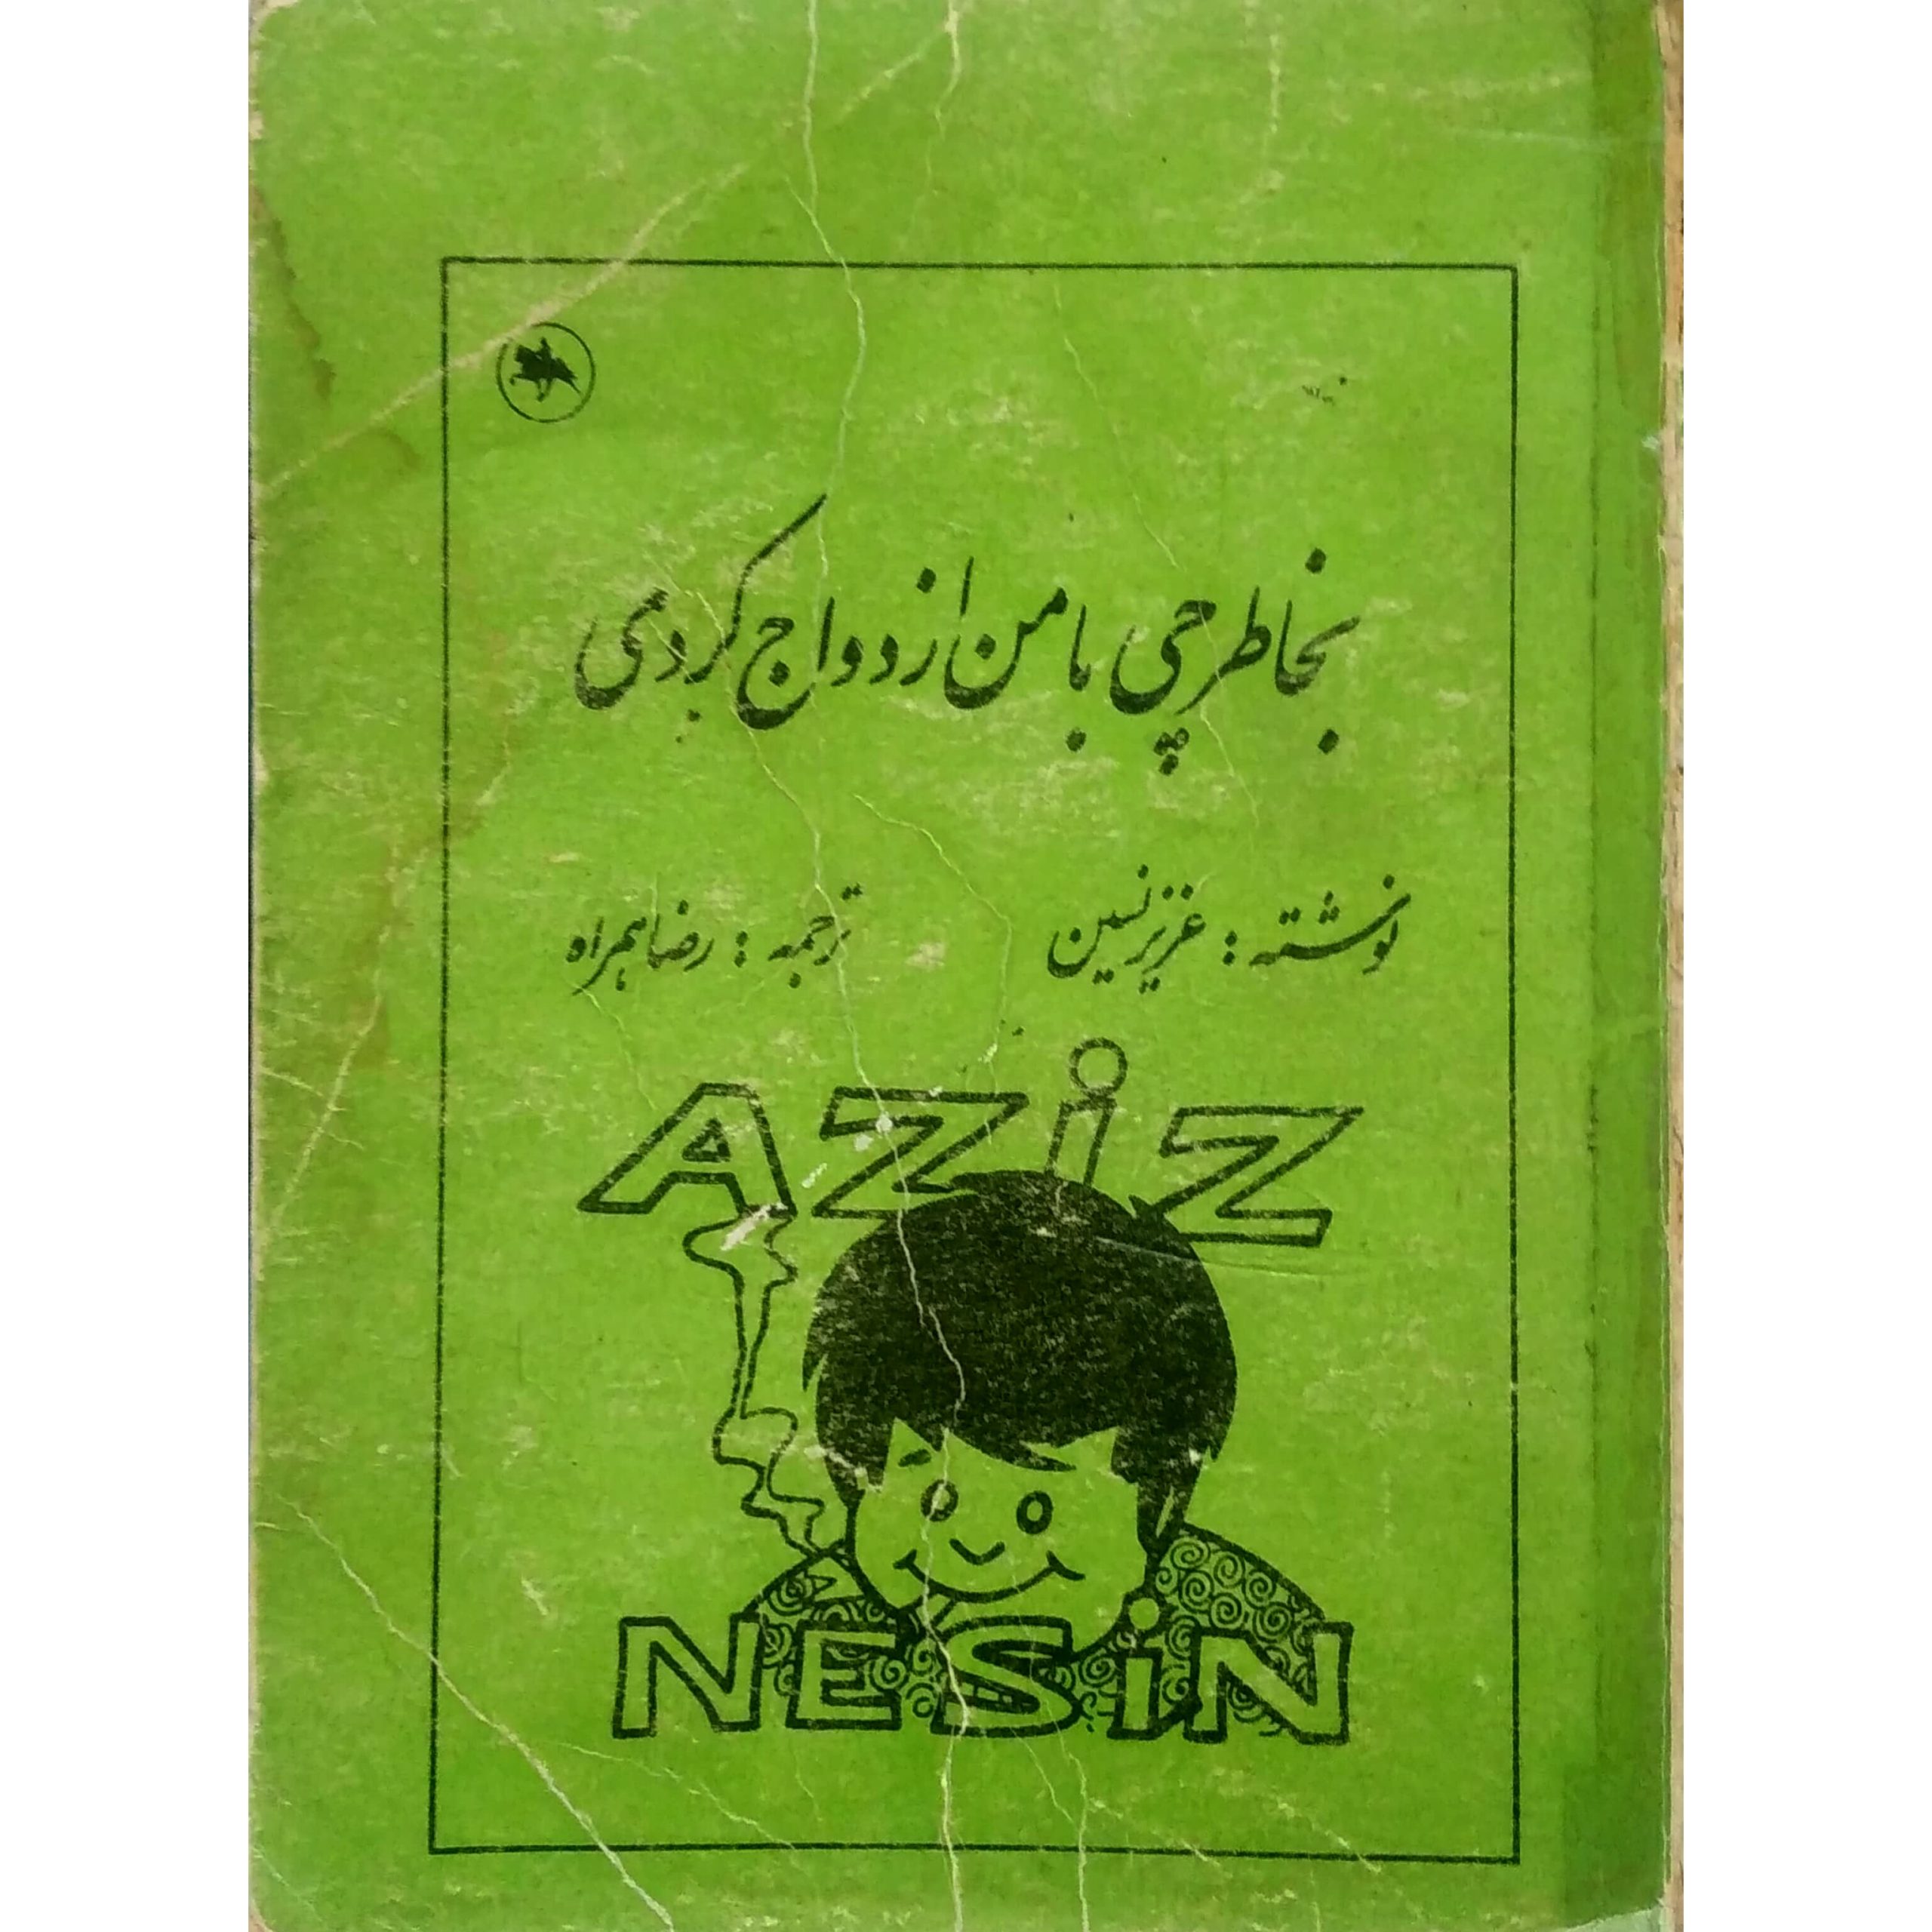 بخاطر چی با من ازدواج کردی
نوشته : عزیز نسین ترجمه : رضا همراه
AZiZ
NESiN